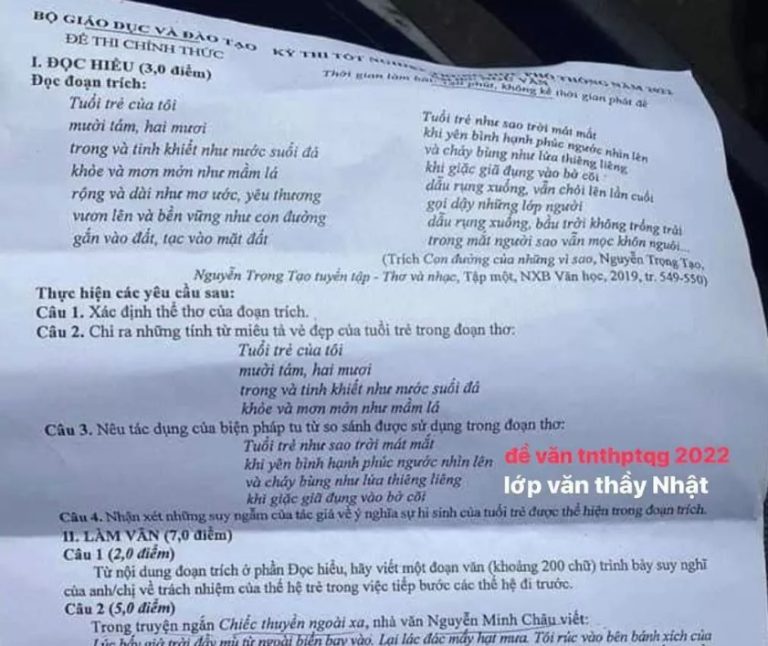 BỘ GIÁO DỤC VÀ ĐÀO TẠO KỲ THI TỐT NGHIỆP PHỔ THÔNG NĂM 2022
ĐỀ THI CHÍNH THỨC
Thời gian làm bài: phút, không kể thời gian phát đề
I. ĐỌC HIỂU (3,0 điểm)
Đọc đoạn trích:
Tuổi trẻ của tôi
mười tám, hai mươi
trong và tinh khiết như nước suối đá
khỏe và mơn mởn như mầm lá
rộng và dài như mơ ước, yêu thương
vươn lên và bền vững như con đường
gắn vào đất, tạc vào mặt đất
Tuổi trẻ như sao trời mát mắt
khi yên bình hạnh phúc ngước nhìn lên
và cháy bùng như lửa thiêng liêng
khi giặc giã đụng vào bờ cõi
dẫu rụng xuống, vẫn chói lên lần cuối
gọi dậy những lớp người
dẫu rụng xuống, bầu trời không trống trải
trong mắt người sao vẫn mọc khôn nguôi...
(Trích Con đường của những vì sao, Nguyễn Trọng Tạo,
Nguyễn Trọng Tạo tuyển tập - Thơ và nhạc, Tập một, NXB Văn học, 2019, tr. 549-550)
Thực hiện các yêu cầu sau:
Câu 1. Xác định thể thơ của đoạn trích.
Câu 2. Chỉ ra những tính từ miêu tả vẻ đẹp của tuổi trẻ trong đoạn thơ:
Tuổi trẻ của tôi
mười tám, hai mươi
trong và tinh khiết như nước suối đá
khỏe và mơn mởn như mầm lá
Câu 3. Nêu tác dụng của biện pháp tu từ so sánh được sử dụng trong đoạn thơ:
Tuổi trẻ như sao trời mát mắt
khi yên bình hạnh phúc ngước nhìn lên
và cháy bùng như lửa thiêng liêng
khi giặc giã đụng vào bờ cõi
đề văn tnthptqg 2022
lớp văn thầy Nhật
Câu 4. Nhận xét những suy ngẫm của tác giả về ý nghĩa sự hi sinh của tuổi trẻ được thể hiện trong đoạn trích.
II. LÀM VĂN (7,0 điểm)
Câu 1 (2,0 điểm)
Từ nội dung đoạn trích ở phần Đọc hiểu, hãy viết một đoạn văn (khoảng 200 chữ) trình bày suy nghĩ
của anh/chị về trách nhiệm của thế hệ trẻ trong việc tiếp bước các thế hệ đi trước.
Câu 2 (5,0 điểm)
Trong truyện ngắn Chiếc thuyền ngoài xa, nhà văn Nguyễn Minh Châu viết:
Lúc bấy giờ trời đầy mù từ ngoài biển bay vào. Lại lác đác mấy hạt mưa. Tôi rúc vào bên bánh xích của